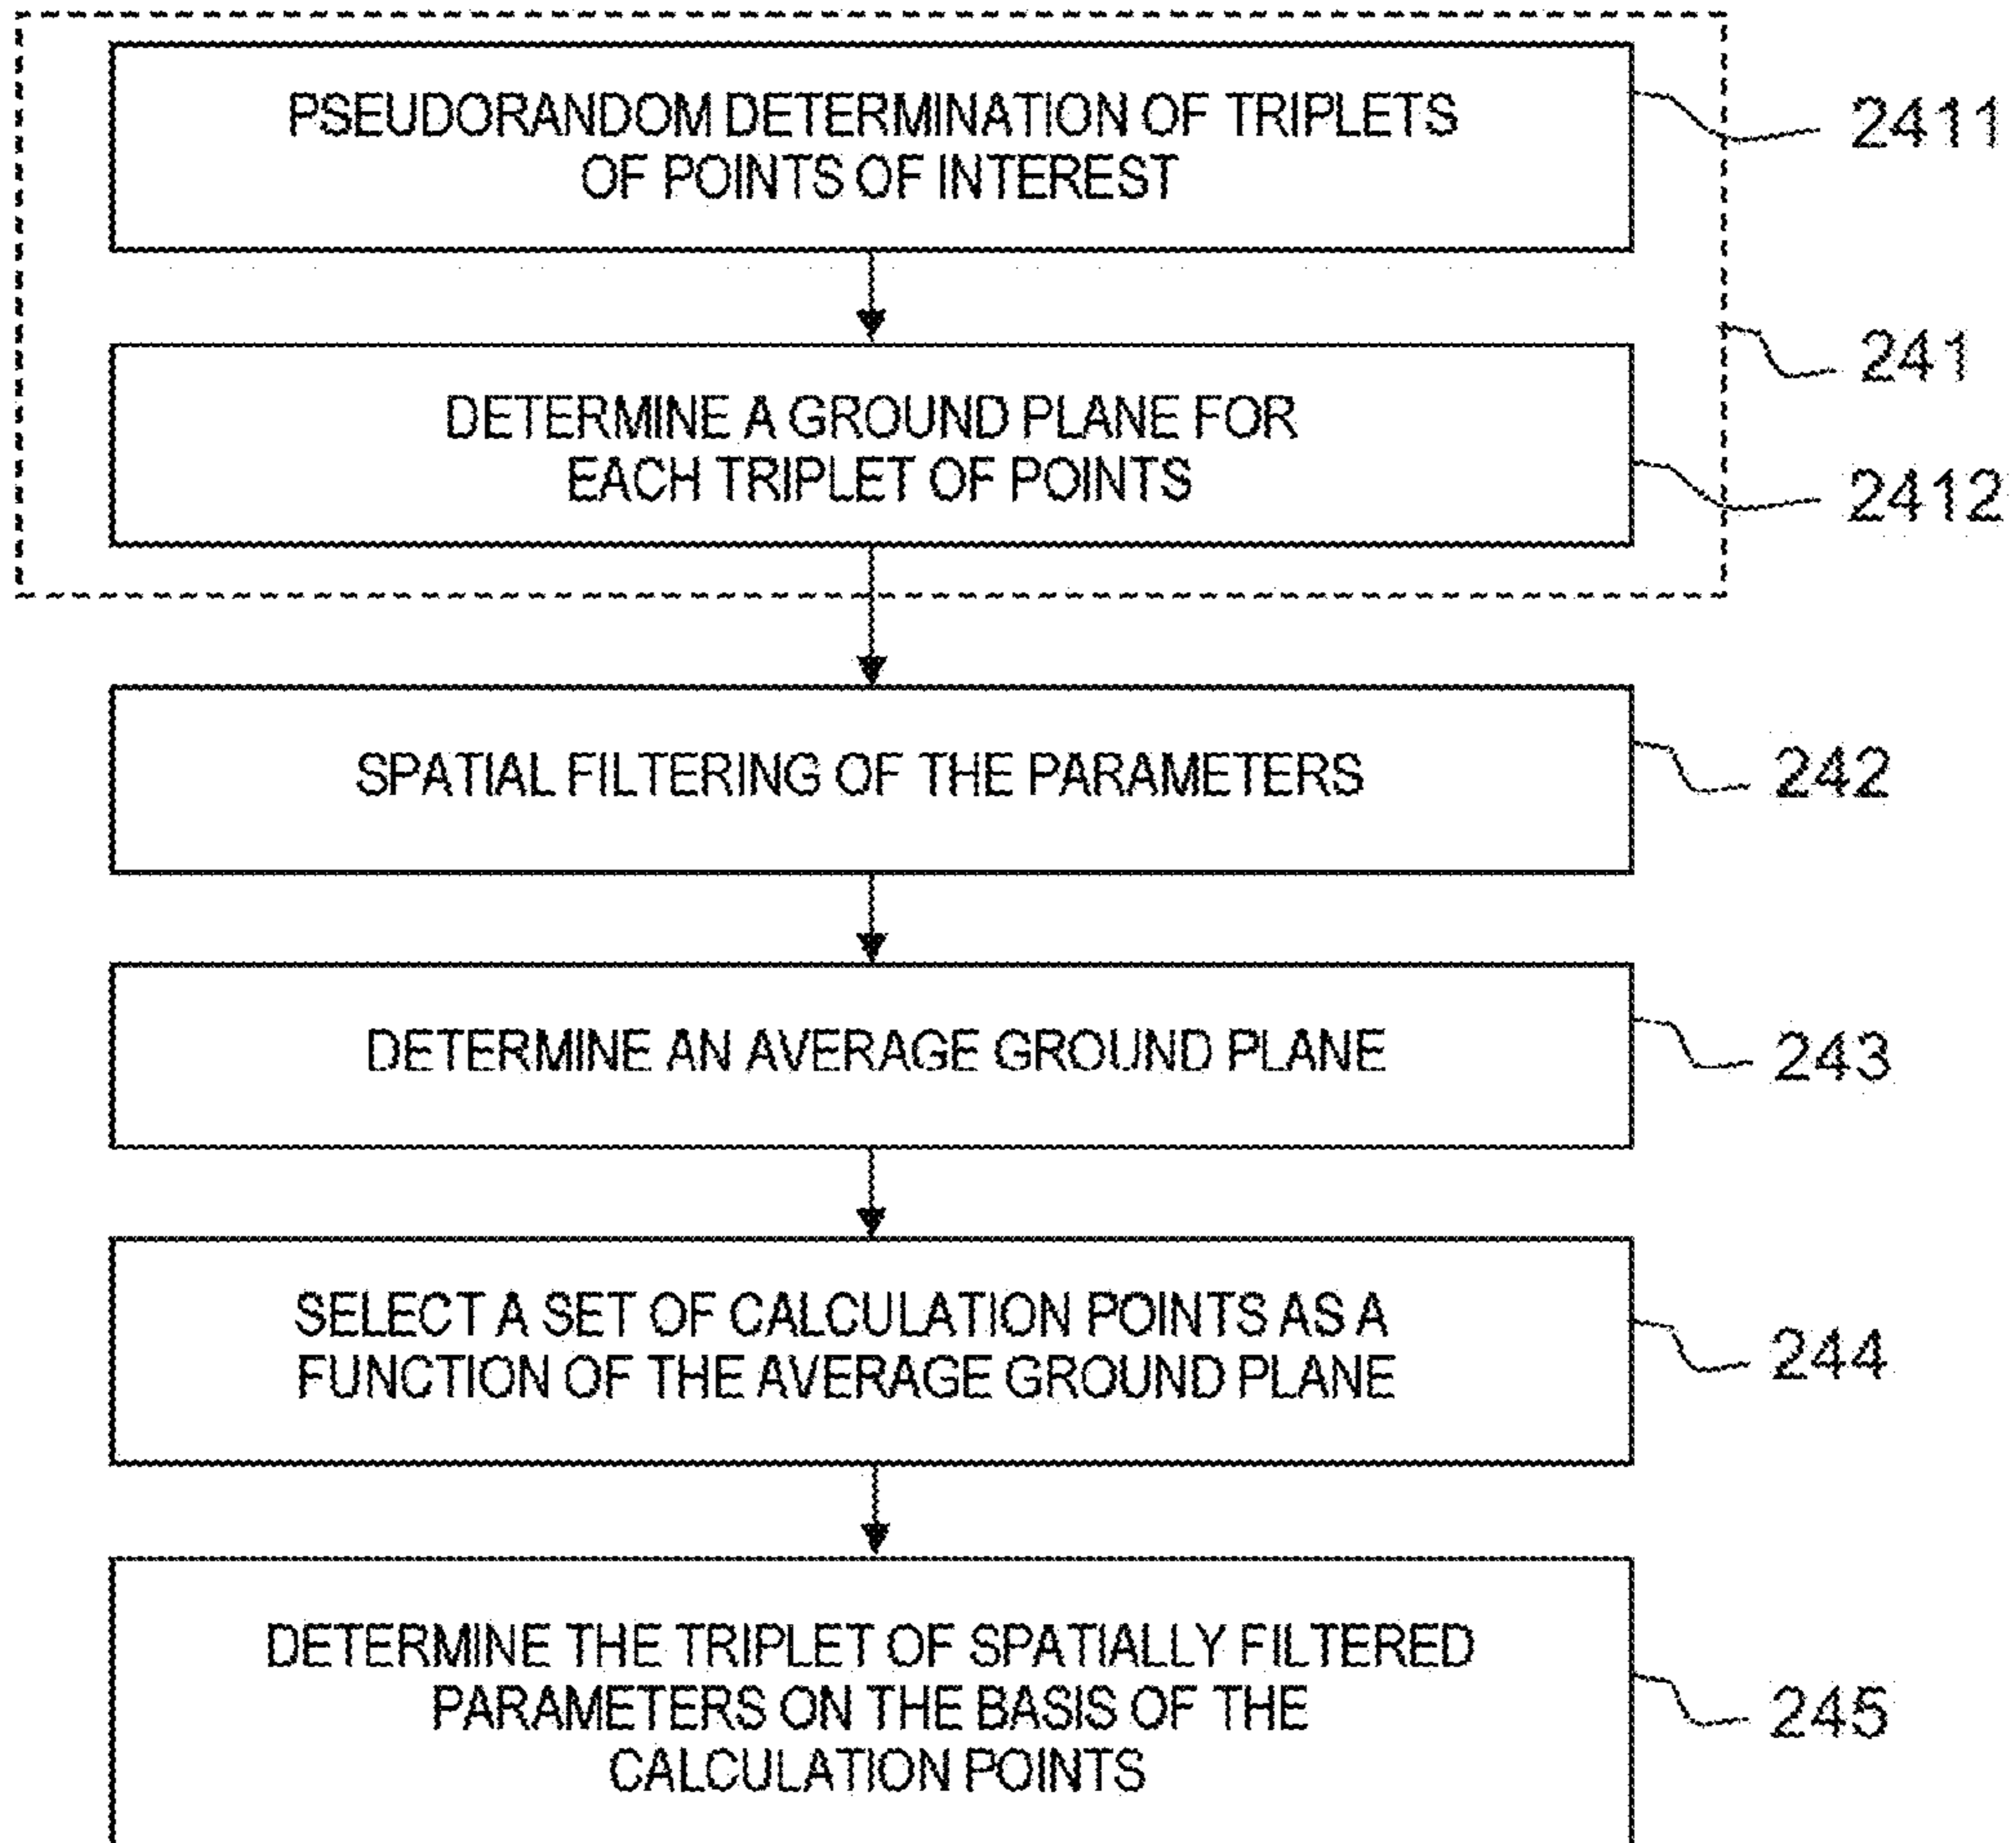 PSEUDORANDOM DETERMINATION OF TRIPLETS
OF POINTS OF INTEREST
2411
241
DETERMINE A GROUND PLANE FOR
EACH TRIPLET OF POINTS
2412
SPATIAL FILTERING OF THE PARAMETERS
242
DETERMINE AN AVERAGE GROUND PLANE
243
SELECT A SET OF CALCULATION POINTS AS A
FUNCTION OF THE AVERAGE GROUND PLANE
244
DETERMINE THE TRIPLET OF SPATIALLY FILTERED
PARAMETERS ON THE BASIS OF THE
CALCULATION POINTS
245